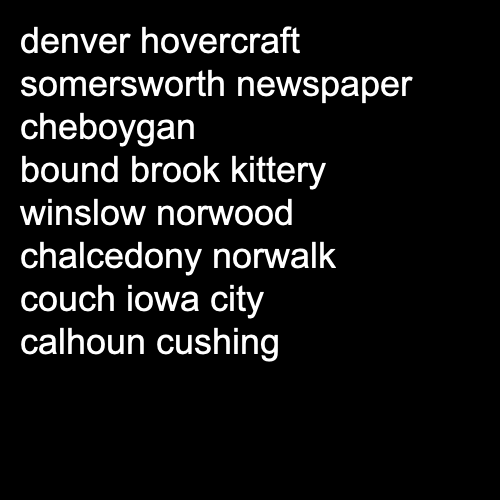 denver hovercraft
somersworth newspaper
cheboygan
bound brook kittery
winslow norwood
chalcedony norwalk
couch iowa city
calhoun cushing